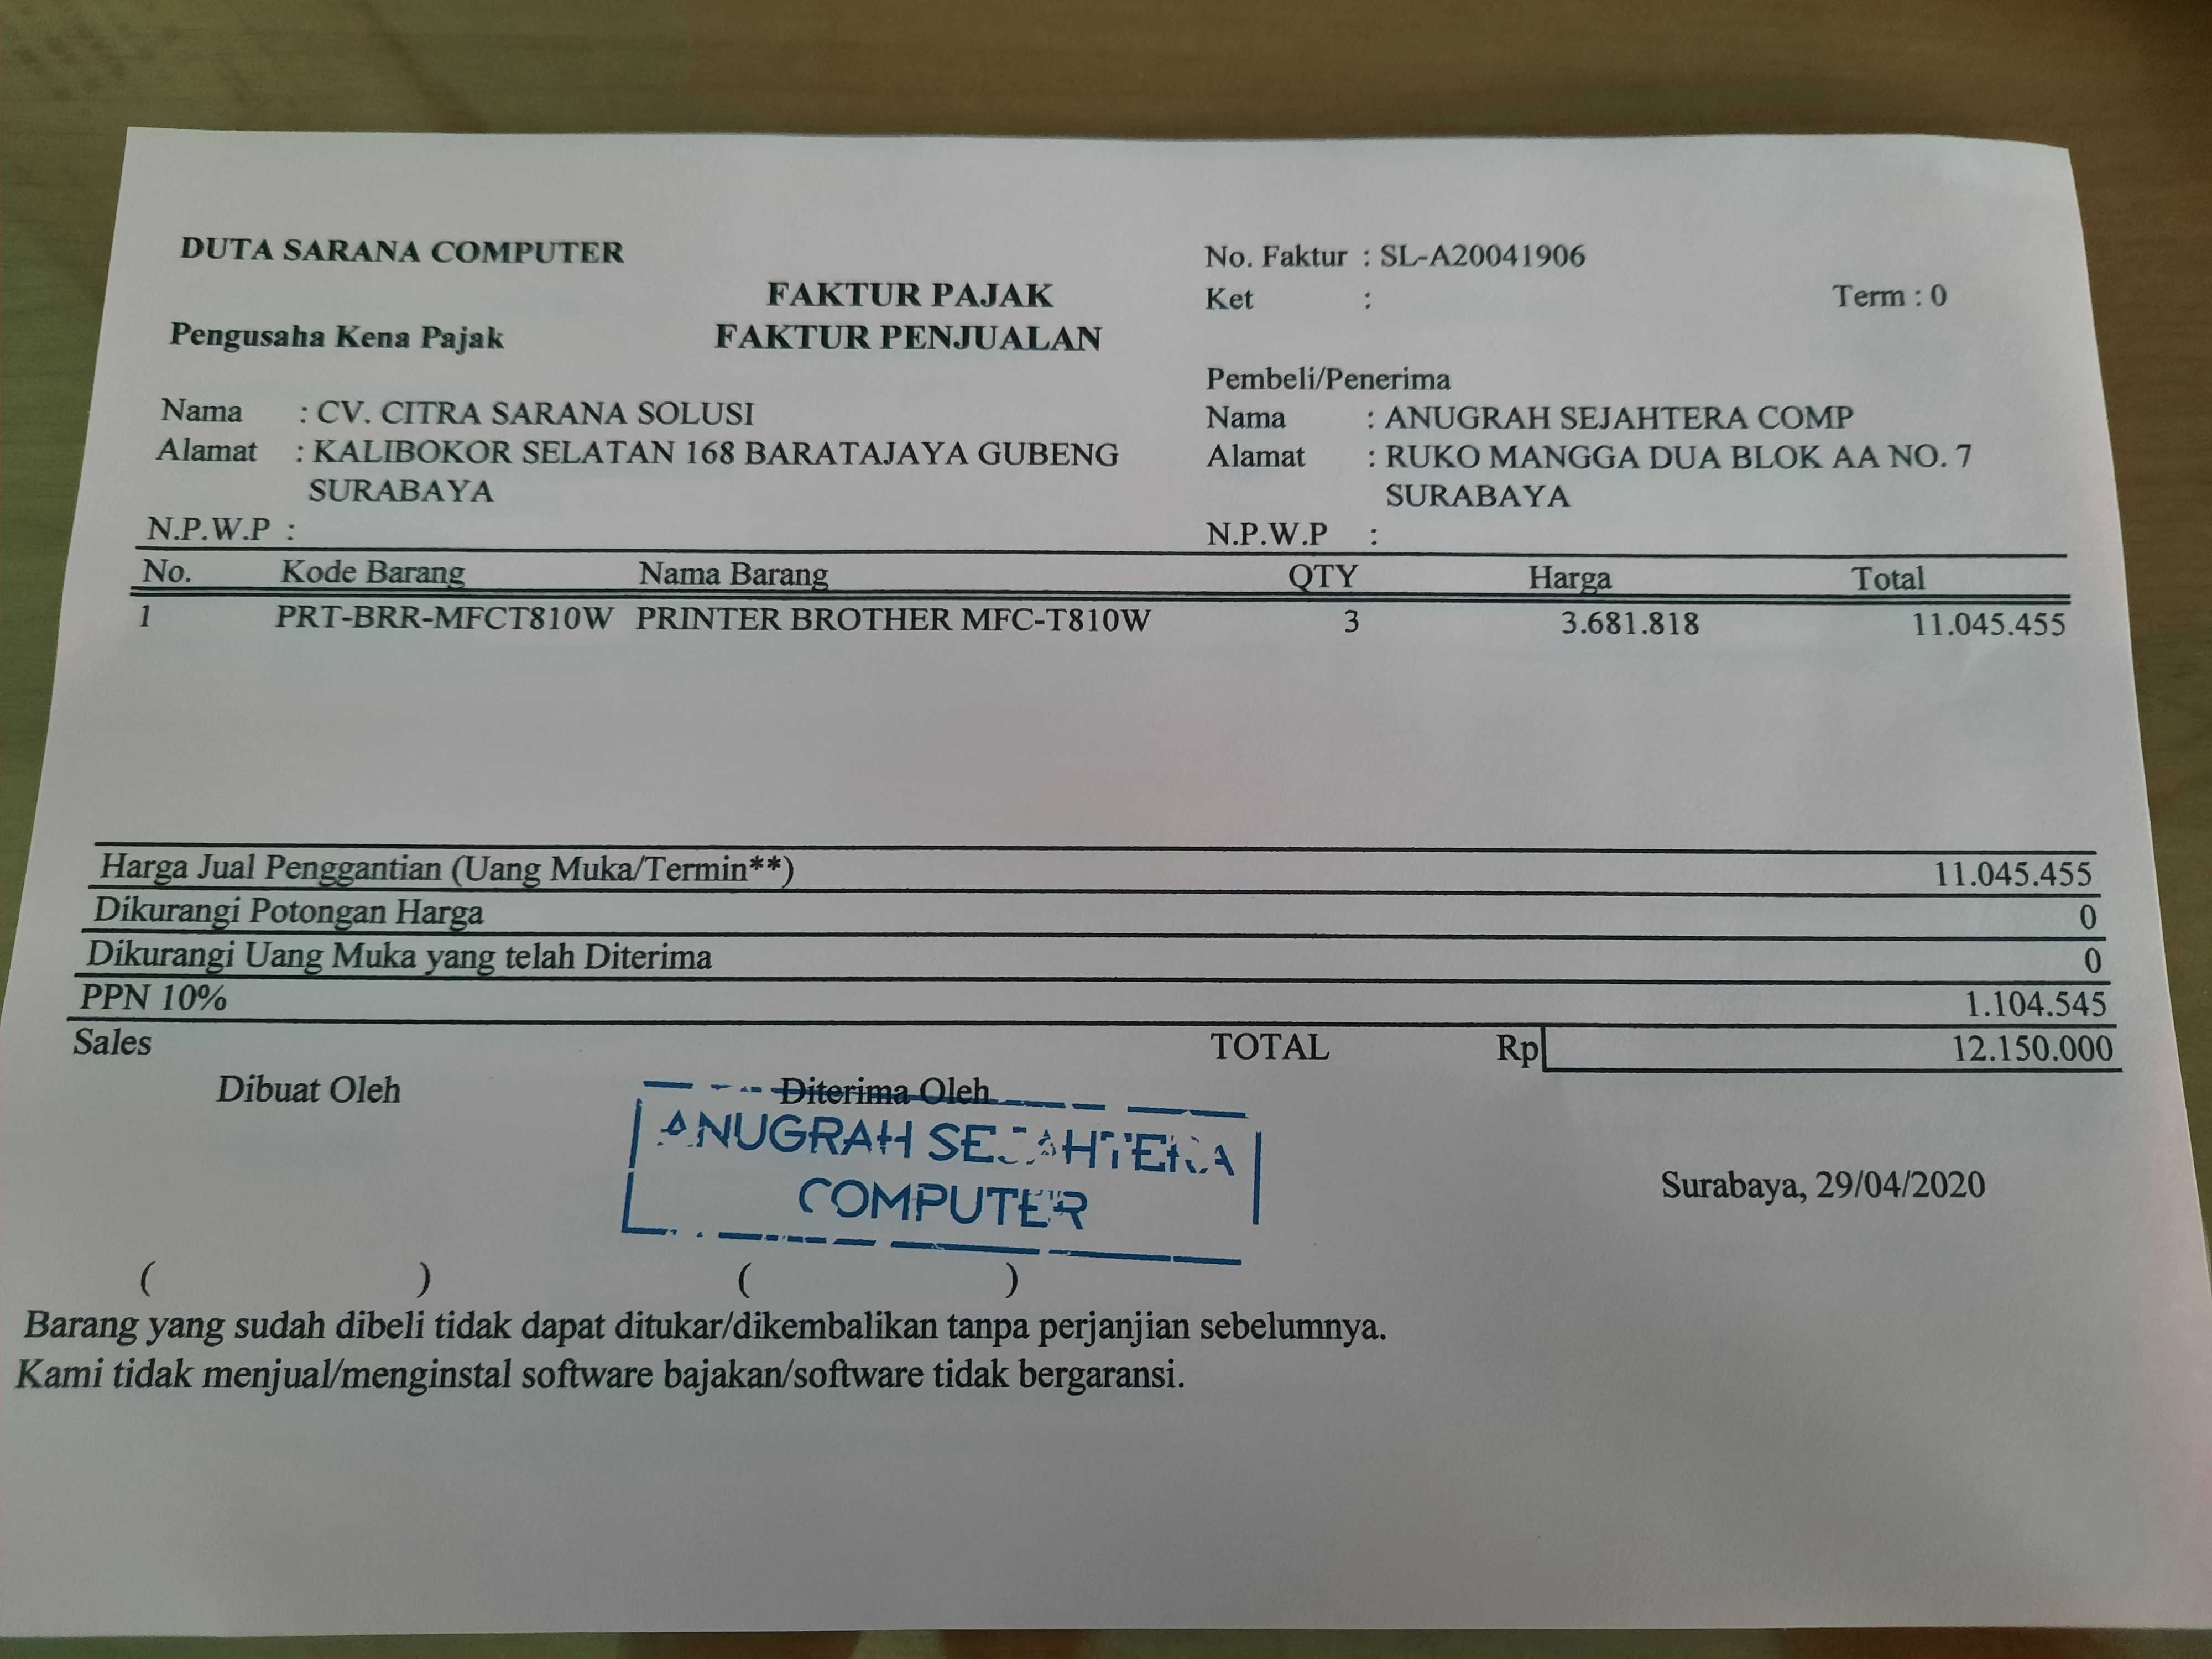 DUTA SARANA COMPUTER
FAKTUR PAJAK
FAKTUR PENJUALAN
Pengusaha Kena Pajak
No. Faktur : SL-A20041906
Ket :
Term : 0
Nama : CV. CITRA SARANA SOLUSI
Alamat : KALIBOKOR SELATAN 168 BARATAJAYA GUBENG
SURABAYA
N.P.W.P :
Pembeli/Penerima
Nama : ANUGRAH SEJAHTERA COMP
Alamat : RUKO MANGGA DUA BLOK AA NO. 7
SURABAYA
N.P.W.P :
No. Kode Barang Nama Barang QTY Harga Total
1 PRT-BRR-MFCT810W PRINTER BROTHER MFC-T810W 3 3.681.818 11.045.455
Harga Jual Penggantian (Uang Muka/Termin**) 11.045.455
Dikurangi Potongan Harga 0
Dikurangi Uang Muka yang telah Diterima 0
PPN 10% 1.104.545
Sales TOTAL Rp 12.150.000
Dibuat Oleh Diterima Oleh
ANUGRAH SEJAHTERA
COMPUTER
Surabaya, 29/04/2020
( ) ( )
Barang yang sudah dibeli tidak dapat ditukar/dikembalikan tanpa perjanjian sebelumnya.
Kami tidak menjual/menginstal software bajakan/software tidak bergaransi.